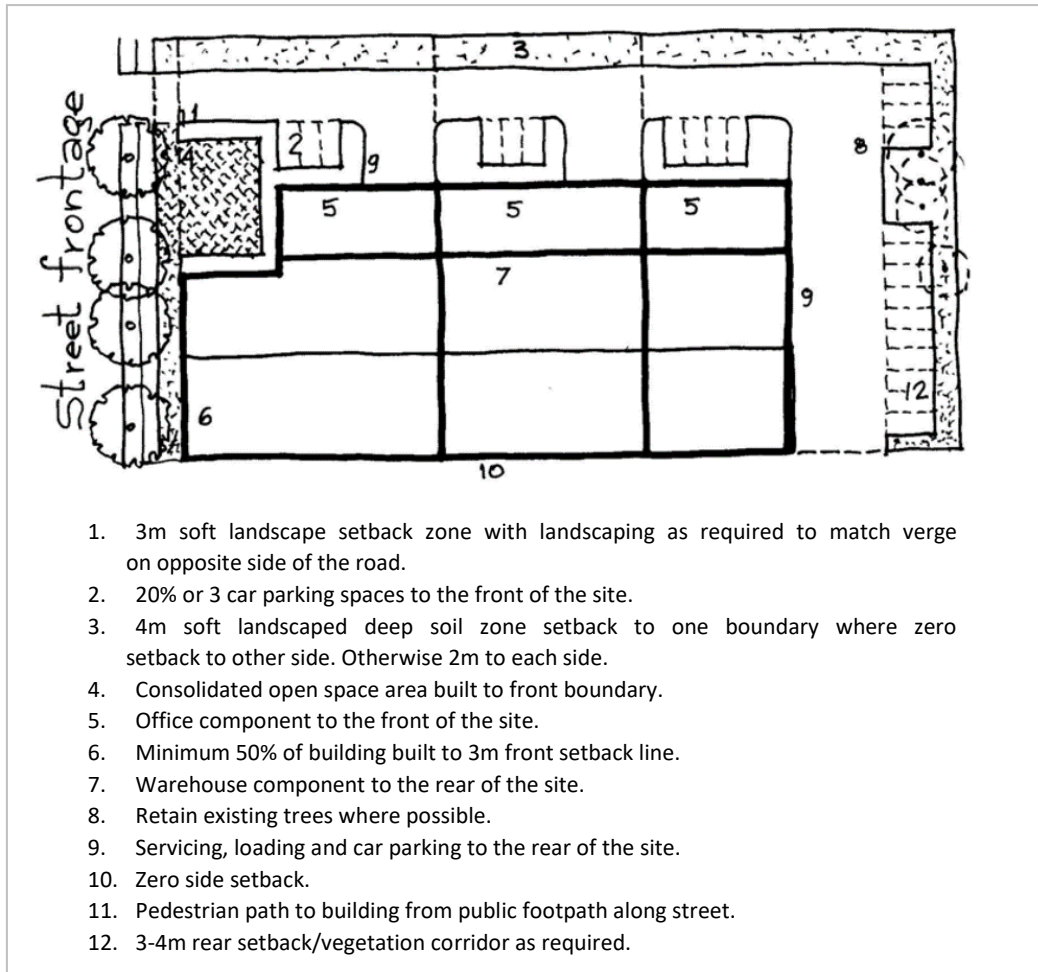 3
Street frontage
1
4
2
9
8
5
5
5
7
9
12
6
10
1. 3m soft landscape setback zone with landscaping as required to match verge
on opposite side of the road.
2. 20% or 3 car parking spaces to the front of the site.
3. 4m soft landscaped deep soil zone setback to one boundary where zero
setback to other side. Otherwise 2m to each side.
4. Consolidated open space area built to front boundary.
5. Office component to the front of the site.
6. Minimum 50% of building built to 3m front setback line.
7. Warehouse component to the rear of the site.
8. Retain existing trees where possible.
9. Servicing, loading and car parking to the rear of the site.
10. Zero side setback.
11. Pedestrian path to building from public footpath along street.
12. 3-4m rear setback/vegetation corridor as required.